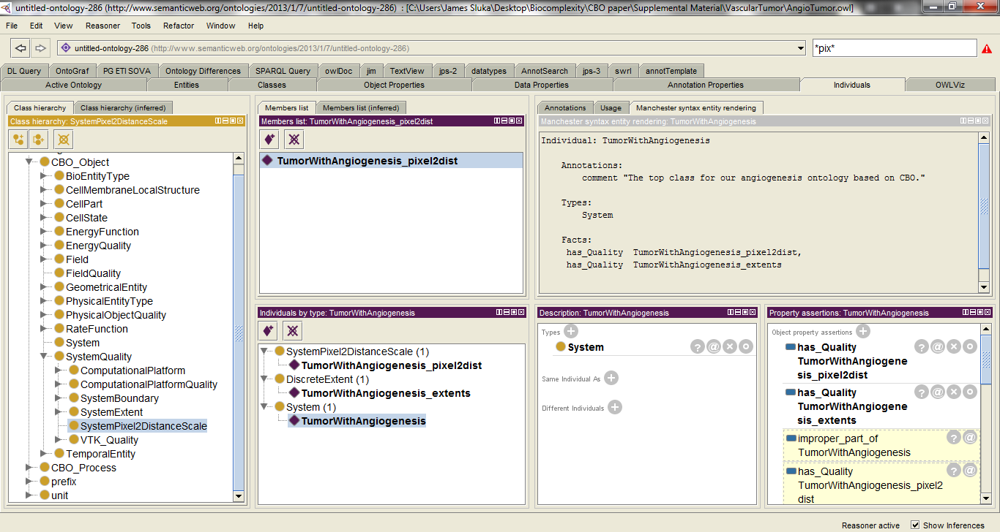 untitled-ontology-286 (http://www.semanticweb.org/ontologies/2013/1/7/untitled-ontology-286) : [C:\Users\James Sluka\Desktop\Biocomplexity\CBO paper\Supplemental Material\VascularTumor\AngioTumor.owl]
File Edit View Reasoner Tools Refactor Window Help
untitled-ontology-286 (http://www.semanticweb.org/ontologies/2013/1/7/untitled-ontology-286)
*pix*
DL Query OntoGraf PG ETI SOVA Ontology Differences SPARQL Query owlDoc jim TextView jps-2 datatypes AnnotSearch jps-3 swrl annotTemplate
Active Ontology Entities Classes Object Properties Data Properties Annotation Properties Individuals OWLViz
Class hierarchy Class hierarchy (inferred)
Class hierarchy: SystemPixel2DistanceScale
CBO_Object
BioEntityType
CellMembraneLocalStructure
CellPart
CellState
EnergyFunction
EnergyQuality
Field
FieldQuality
GeometricalEntity
PhysicalEntityType
PhysicalObjectQuality
RateFunction
System
SystemQuality
ComputationalPlatform
ComputationalPlatformQuality
SystemBoundary
SystemExtent
SystemPixel2DistanceScale
VTK_Quality
TemporalEntity
CBO_Process
prefix
unit
Members list Members list (inferred)
Members list: TumorWithAngiogenesis_pixel2dist
TumorWithAngiogenesis_pixel2dist
Individuals by type: TumorWithAngiogenesis
SystemPixel2DistanceScale (1)
TumorWithAngiogenesis_pixel2dist
DiscreteExtent (1)
TumorWithAngiogenesis_extents
System (1)
TumorWithAngiogenesis
Annotations Usage Manchester syntax entity rendering
Manchester syntax entity rendering: TumorWithAngiogenesis
Individual: TumorWithAngiogenesis
Annotations:
comment "The top class for our angiogenesis ontology based on CBO."
Types:
System
Facts:
has_Quality TumorWithAngiogenesis_pixel2dist,
has_Quality TumorWithAngiogenesis_extents
Description: TumorWithAngiogenesis
Types
System
Same Individual As
Different Individuals
Property assertions: TumorWithAngiogenesis
Object property assertions
has_Quality
TumorWithAngiogene
sis_pixel2dist
has_Quality
TumorWithAngiogene
sis_extents
improper_part_of
TumorWithAngiogenesis
has_Quality
TumorWithAngiogenesis_pixel2
dist
Reasoner active Show Inferences